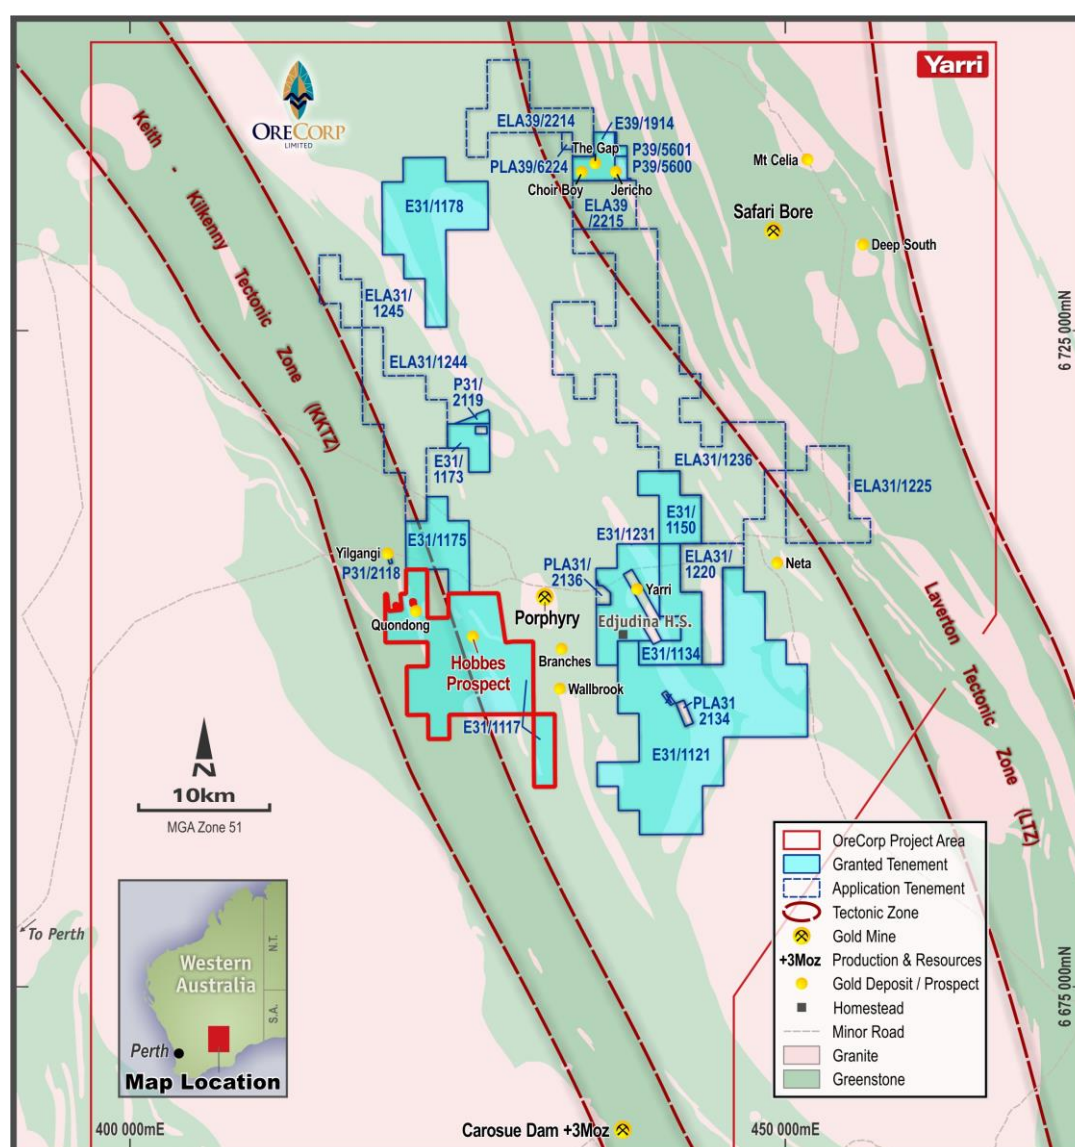 Yarri
ORECORP
LIMITED
Keith - Kilkenny Tectonic Zone (KKTZ)
ELA39/2214
E39/1914
The Gap
P39/5601
PLA39/6224
P39/5600
Choir Boy
Jericho
Mt Celia
E31/1178
ELA39
/2215
Safari Bore
Deep South
ELA31/
1245
ELA31/1244
6 725 000mN
P31/
2119
E31/
1173
ELA31/1236
ELA31/1225
E31/
1150
E31/1231
E31/1175
Yilgangi
P31/2118
PLA31/
2136
ELA31/
1220
Neta
Yarri
Porphyry
Edjudina H.S.
Quondong
Hobbes
Prospect
Branches
E31/1134
Wallbrook
PLA31
2134
E31/1117
E31/1121
Laverton Tectonic Zone (LTZ)
N
10km
MGA Zone 51
OreCorp Project Area
Granted Tenement
Application Tenement
Tectonic Zone
Gold Mine
+3Moz Production & Resources
Gold Deposit / Prospect
Homestead
Minor Road
Granite
Greenstone
To Perth
Western
Australia
N.T.
S.A.
Perth
Map Location
6 675 000mN
400 000mE
Carosue Dam +3Moz
450 000mE